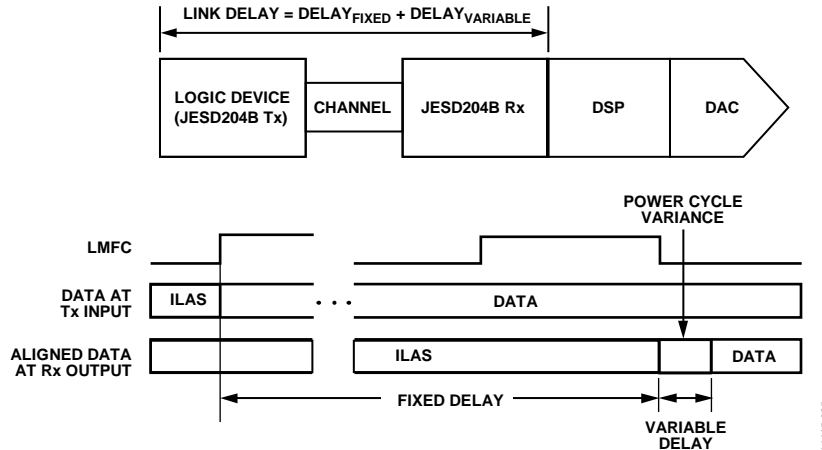 LINK DELAY = DELAYFIXED + DELAYVARIABLE
LOGIC DEVICE
(JESD204B Tx)
CHANNEL
JESD204B Rx
DSP
DAC
POWER CYCLE
VARIANCE
LMFC
DATA AT
Tx INPUT
ILAS
. . .
DATA
ALIGNED DATA
AT Rx OUTPUT
ILAS
DATA
FIXED DELAY
VARIABLE
DELAY